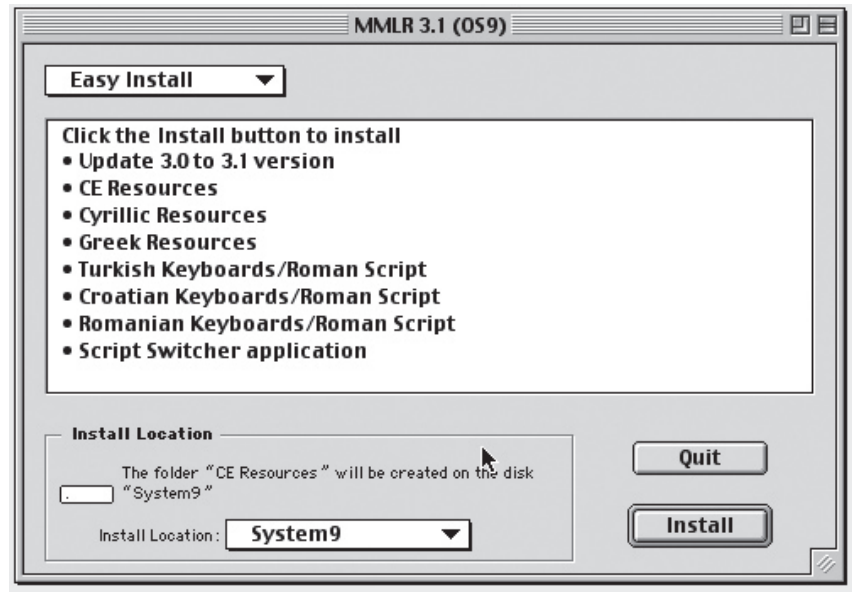 MMLR 3.1 (OS9)
Easy Install
Click the Install button to install
• Update 3.0 to 3.1 version
• CE Resources
• Cyrillic Resources
• Greek Resources
• Turkish Keyboards/Roman Script
• Croatian Keyboards/Roman Script
• Romanian Keyboards/Roman Script
• Script Switcher application
Install Location
The folder "CE Resources" will be created on the disk
"System9"
Install Location: System9
Quit
Install